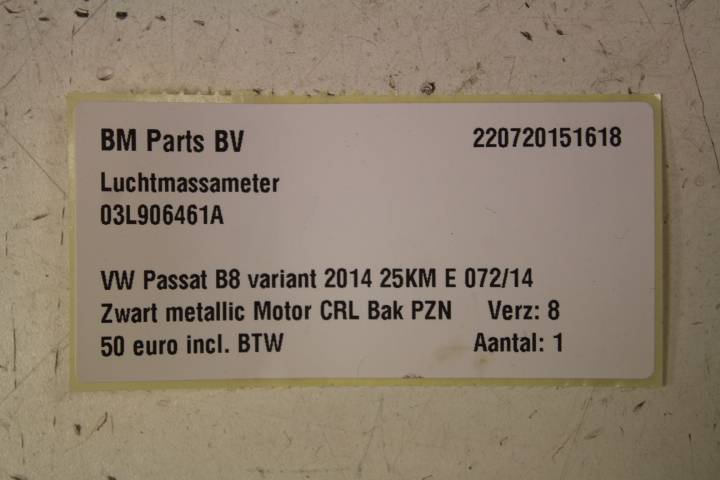 BM Parts BV 220720151618
Luchtmassameter
03L906461A
VW Passat B8 variant 2014 25KM E 072/14
Zwart metallic Motor CRL Bak PZN Verz: 8
50 euro incl. BTW Aantal: 1